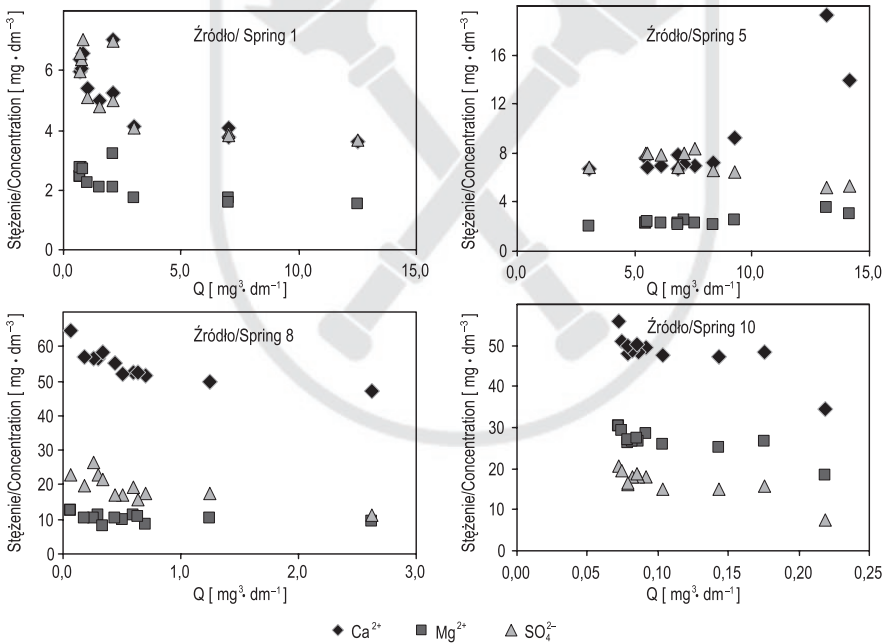 Źródło/ Spring 1
Stężenie/Concentration [ mg • dm⁻³ ]
6
4
2
0
0,0 5,0 10,0 15,0
Q [ mg³• dm⁻¹ ]
Źródło/Spring 5
Stężenie/Concentration [ mg • dm⁻³ ]
16
12
8
4
0
0,0 5,0 10,0 15,0
Q [ mg³• dm⁻¹ ]
Źródło/Spring 8
Stężenie/Concentration [ mg • dm⁻³ ]
60
50
40
30
20
10
0
0,0 1,0 2,0 3,0
Q [ mg³• dm⁻¹ ]
Źródło/Spring 10
Stężenie/Concentration [ mg • dm⁻³ ]
50
40
30
20
10
0
0,00 0,05 0,10 0,15 0,20 0,25
Q [ mg³• dm⁻¹ ]
Ca²⁺ Mg²⁺ SO₄²⁻